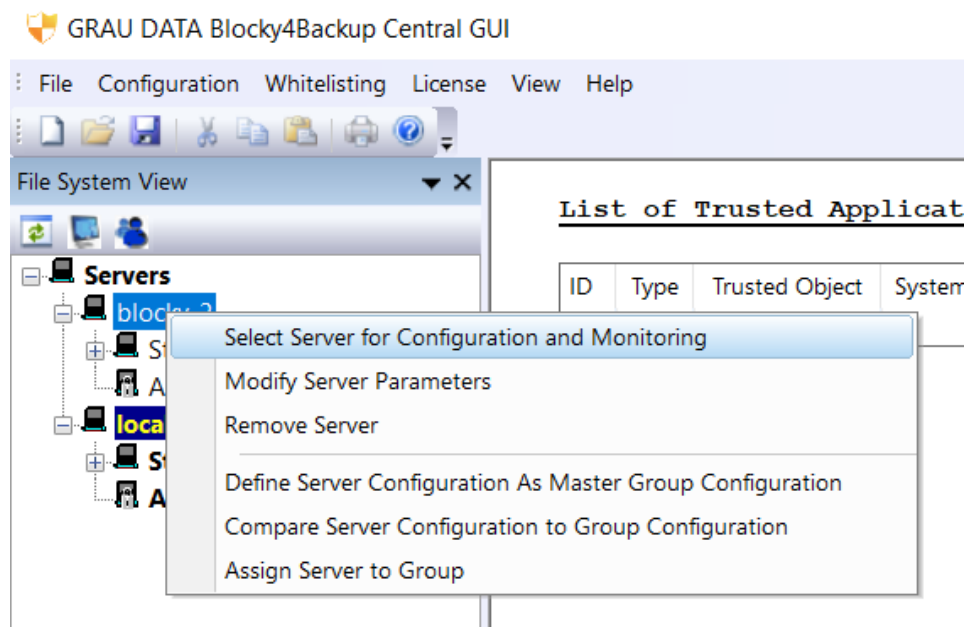 GRAU DATA Blocky4Backup Central GUI
File Configuration Whitelisting License View Help
File System View
List of Trusted
Servers
ID Type Trusted Object System
Select Server for Configuration and Monitoring
Modify Server Parameters
Remove Server
Define Server Configuration As Master Group Configuration
Compare Server Configuration to Group Configuration
Assign Server to Group